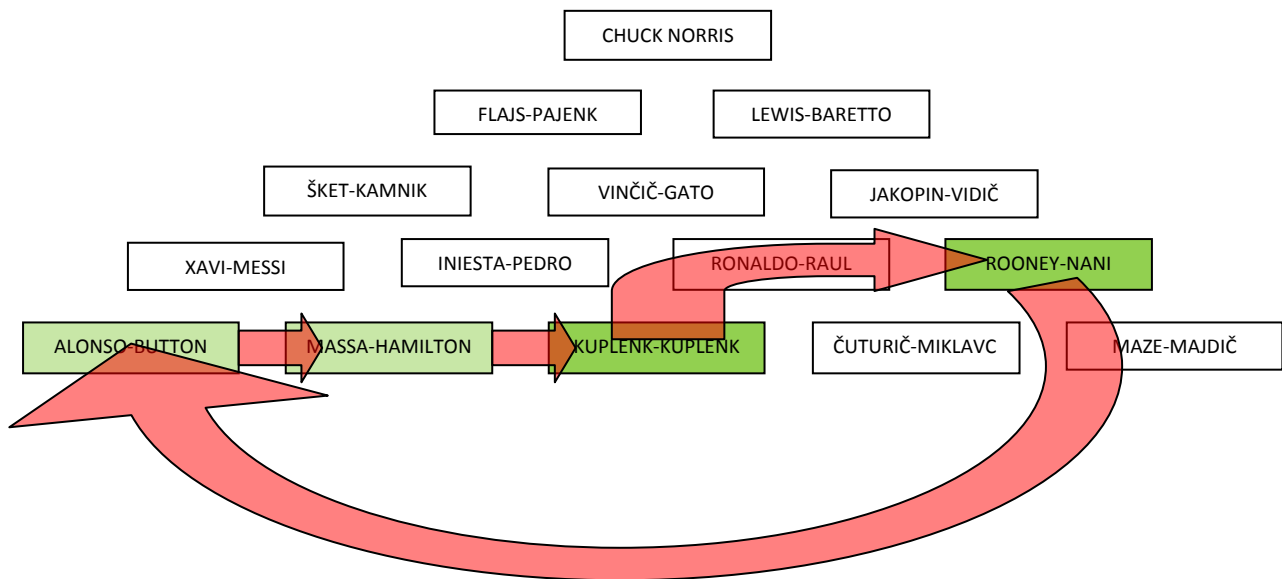 CHUCK NORRIS
FLAJS-PAJENK
LEWIS-BARETTO
ŠKET-KAMNIK
VINČIČ-GATO
JAKOPIN-VIDIČ
XAVI-MESSI
INIESTA-PEDRO
RONALDO-RAUL
ROONEY-NANI
ALONSO-BUTTON
MASSA-HAMILTON
KUPLENK-KUPLENK
ČUTURIČ-MIKLAVC
MAZE-MAJDIČ